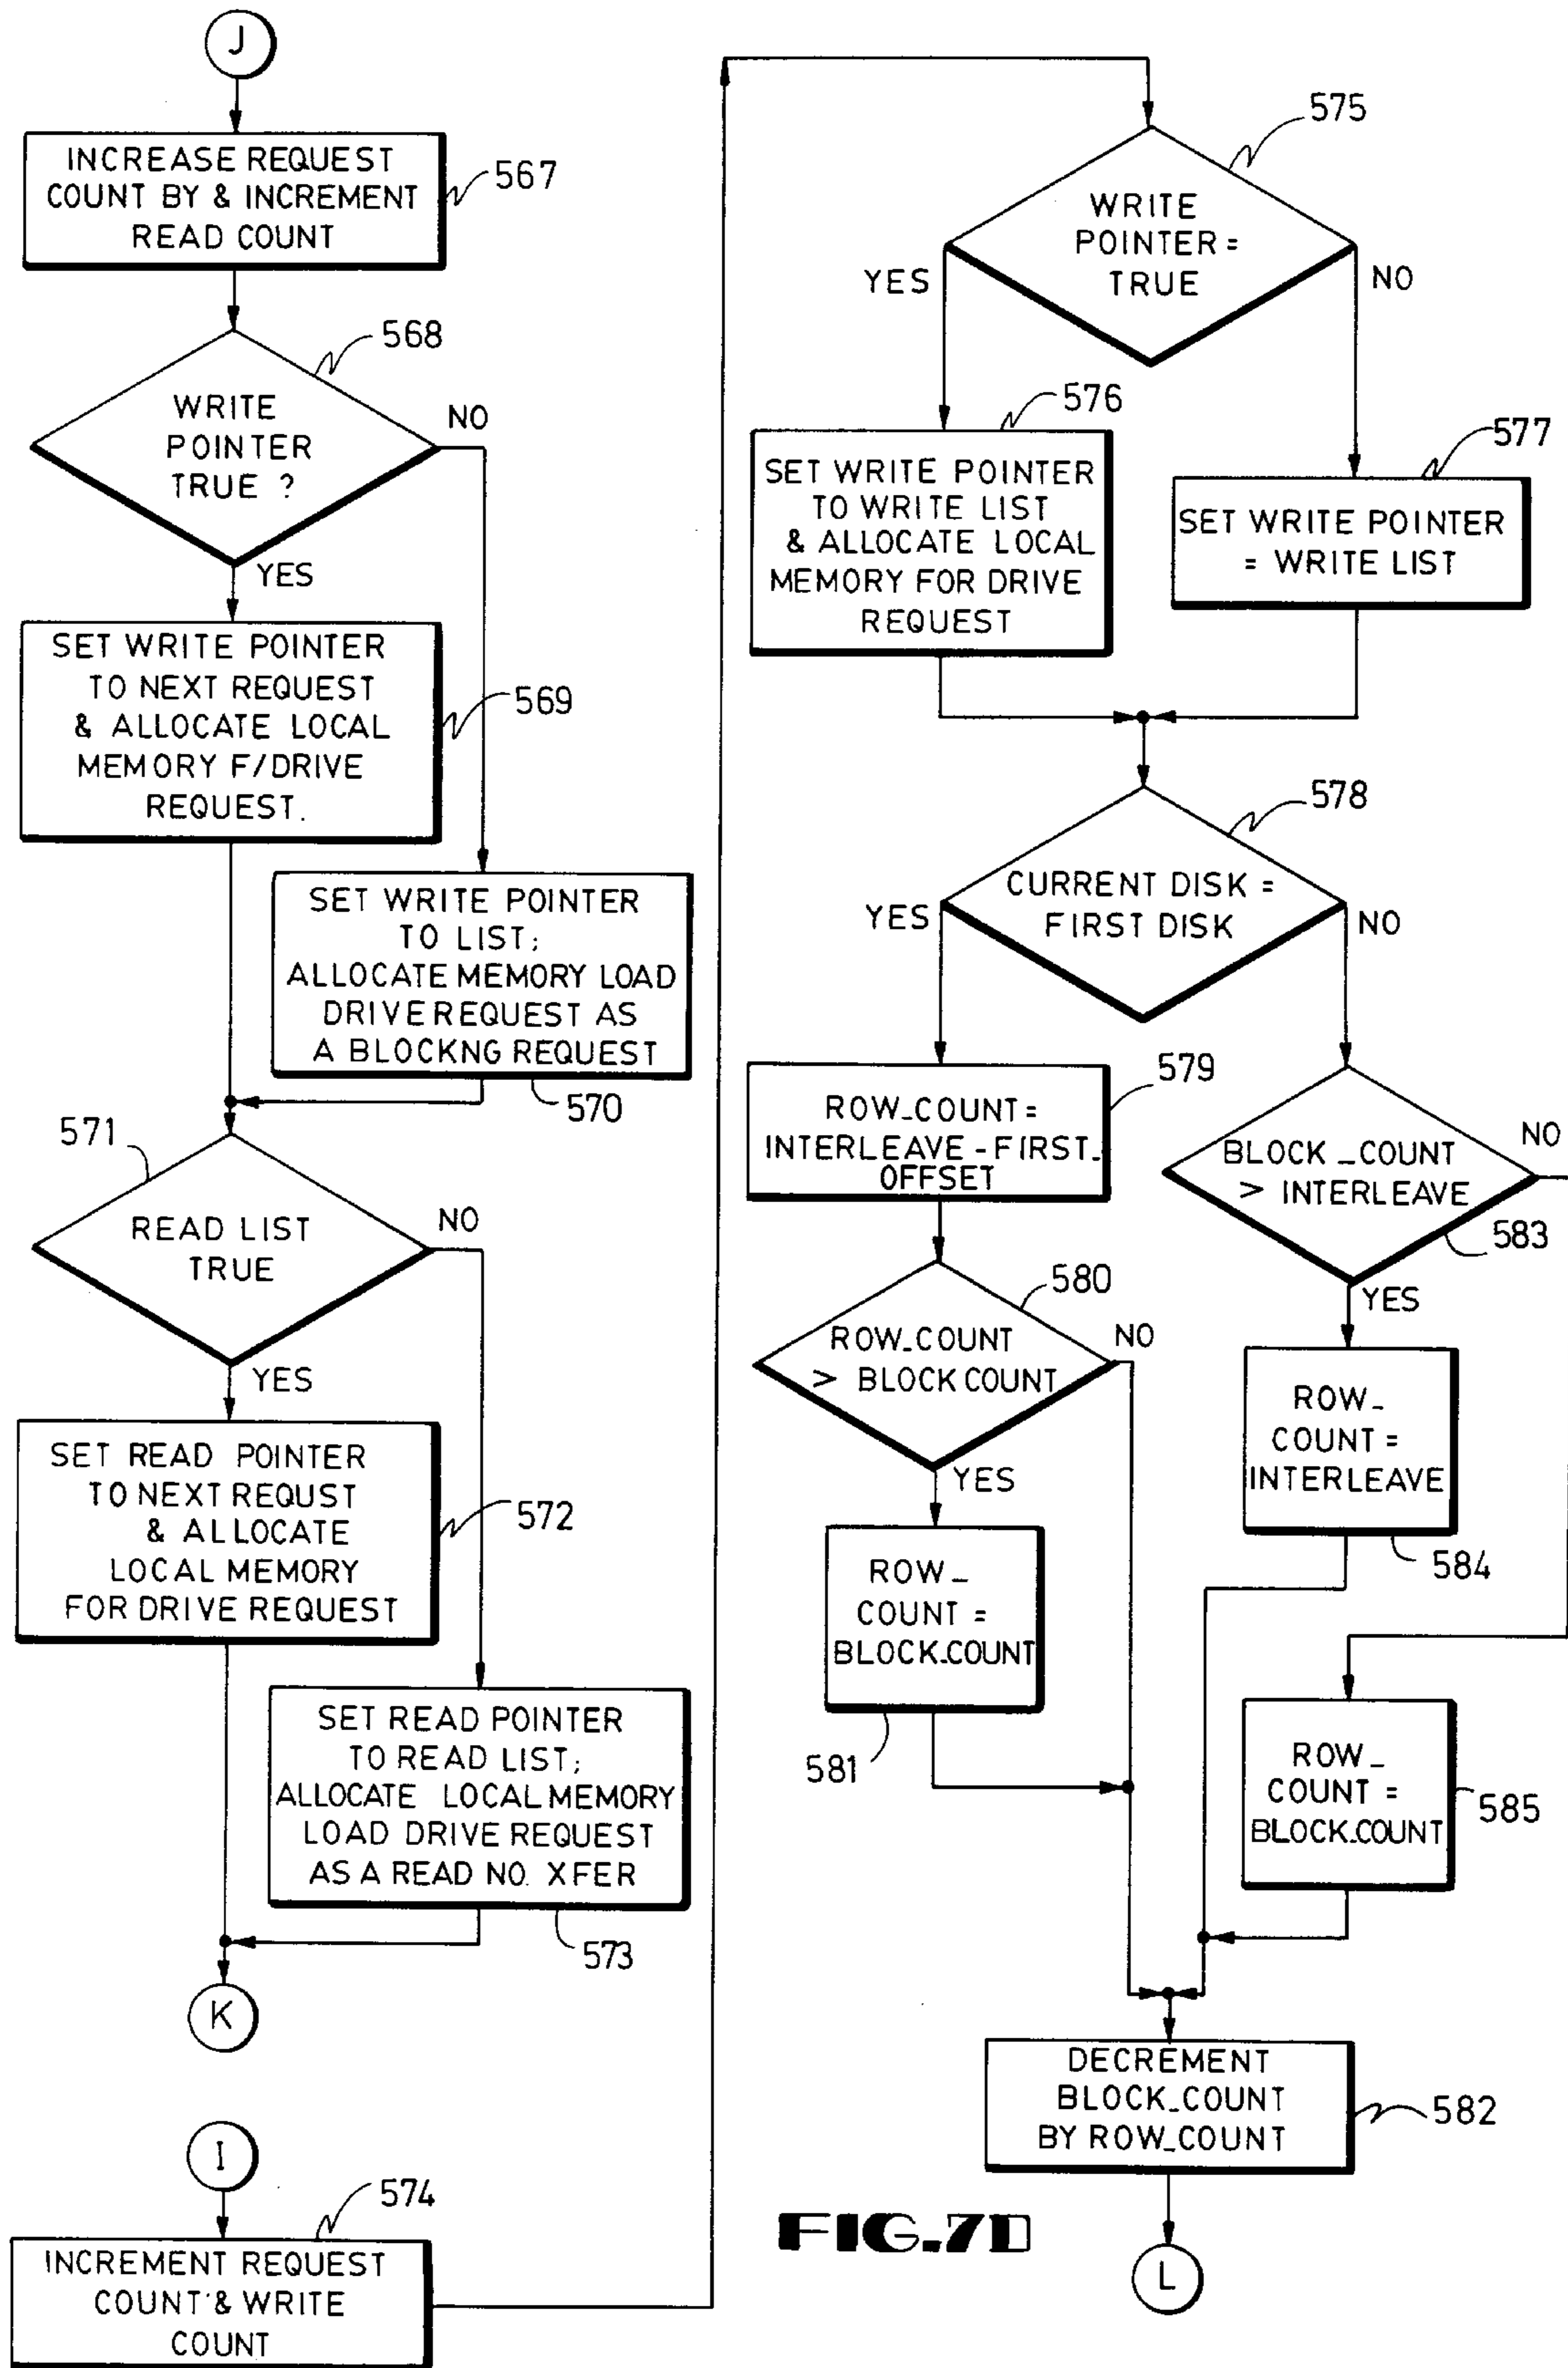 J
INCREASE REQUEST
COUNT BY & INCREMENT
READ COUNT
567
568
WRITE
POINTER
TRUE ?
NO
YES
SET WRITE POINTER
TO NEXT REQUEST
& ALLOCATE LOCAL
MEMORY F/DRIVE
REQUEST.
569
SET WRITE POINTER
TO LIST;
ALLOCATE MEMORY LOAD
DRIVE REQUEST AS
A BLOCKNG REQUEST
570
571
READ LIST
TRUE
NO
YES
SET READ POINTER
TO NEXT REQUST
& ALLOCATE
LOCAL MEMORY
FOR DRIVE REQUEST
572
SET READ POINTER
TO READ LIST;
ALLOCATE LOCAL MEMORY
LOAD DRIVE REQUEST
AS A READ NO. XFER
573
K
I
574
INCREMENT REQUEST
COUNT & WRITE
COUNT
575
WRITE
POINTER =
TRUE
YES
NO
576
SET WRITE POINTER
TO WRITE LIST
& ALLOCATE LOCAL
MEMORY FOR DRIVE
REQUEST
577
SET WRITE POINTER
= WRITE LIST
578
CURRENT DISK =
FIRST DISK
YES
NO
579
ROW_COUNT =
INTERLEAVE - FIRST_
OFFSET
580
ROW_COUNT
> BLOCK COUNT
NO
YES
ROW_
COUNT =
BLOCK_COUNT
581
BLOCK_COUNT
> INTERLEAVE
NO
583
YES
ROW_
COUNT =
INTERLEAVE
584
ROW_
COUNT =
BLOCK_COUNT
585
DECREMENT
BLOCK_COUNT
BY ROW_COUNT
582
L
FIG.7D